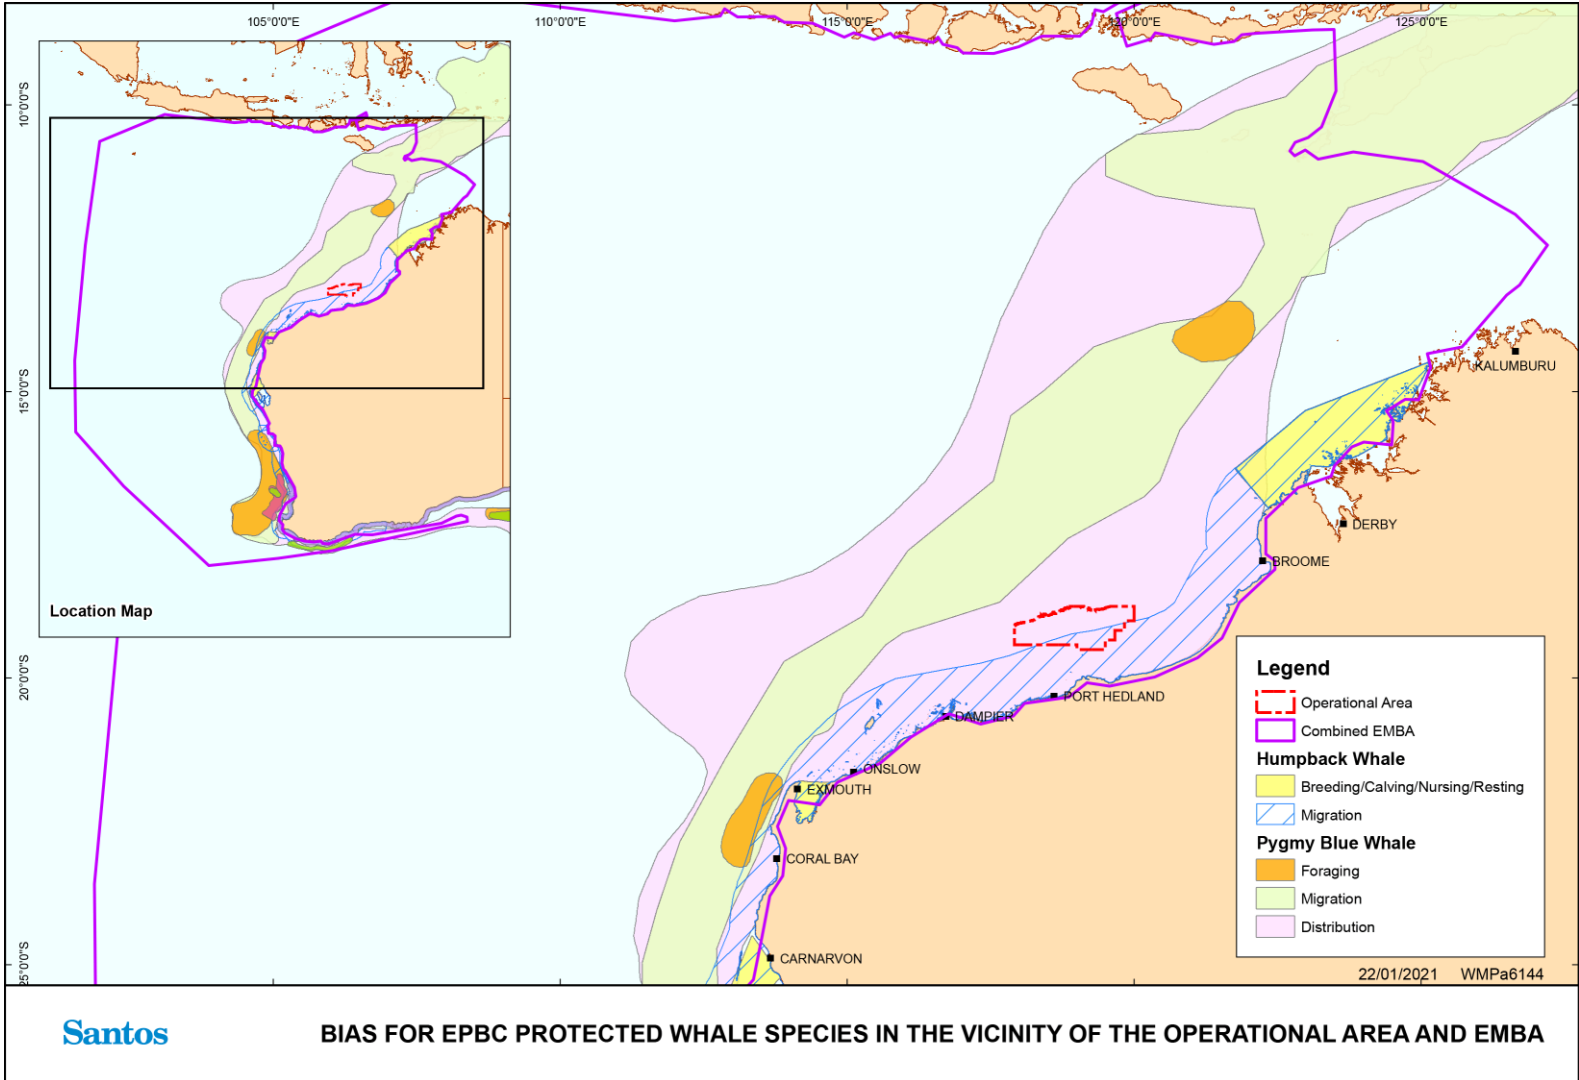 105°0'0"E
110°0'0"E
115°0'0"E
120°0'0"E
125°0'0"E
10°0'0"S
15°0'0"S
20°0'0"S
25°0'0"S
Location Map
KALUMBURU
DERBY
BROOME
PORT HEDLAND
DAMPIER
ONSLOW
EXMOUTH
CORAL BAY
CARNARVON
Legend
Operational Area
Combined EMBA
Humpback Whale
Breeding/Calving/Nursing/Resting
Migration
Pygmy Blue Whale
Foraging
Migration
Distribution
22/01/2021 WMPa6144
Santos
BIAS FOR EPBC PROTECTED WHALE SPECIES IN THE VICINITY OF THE OPERATIONAL AREA AND EMBA